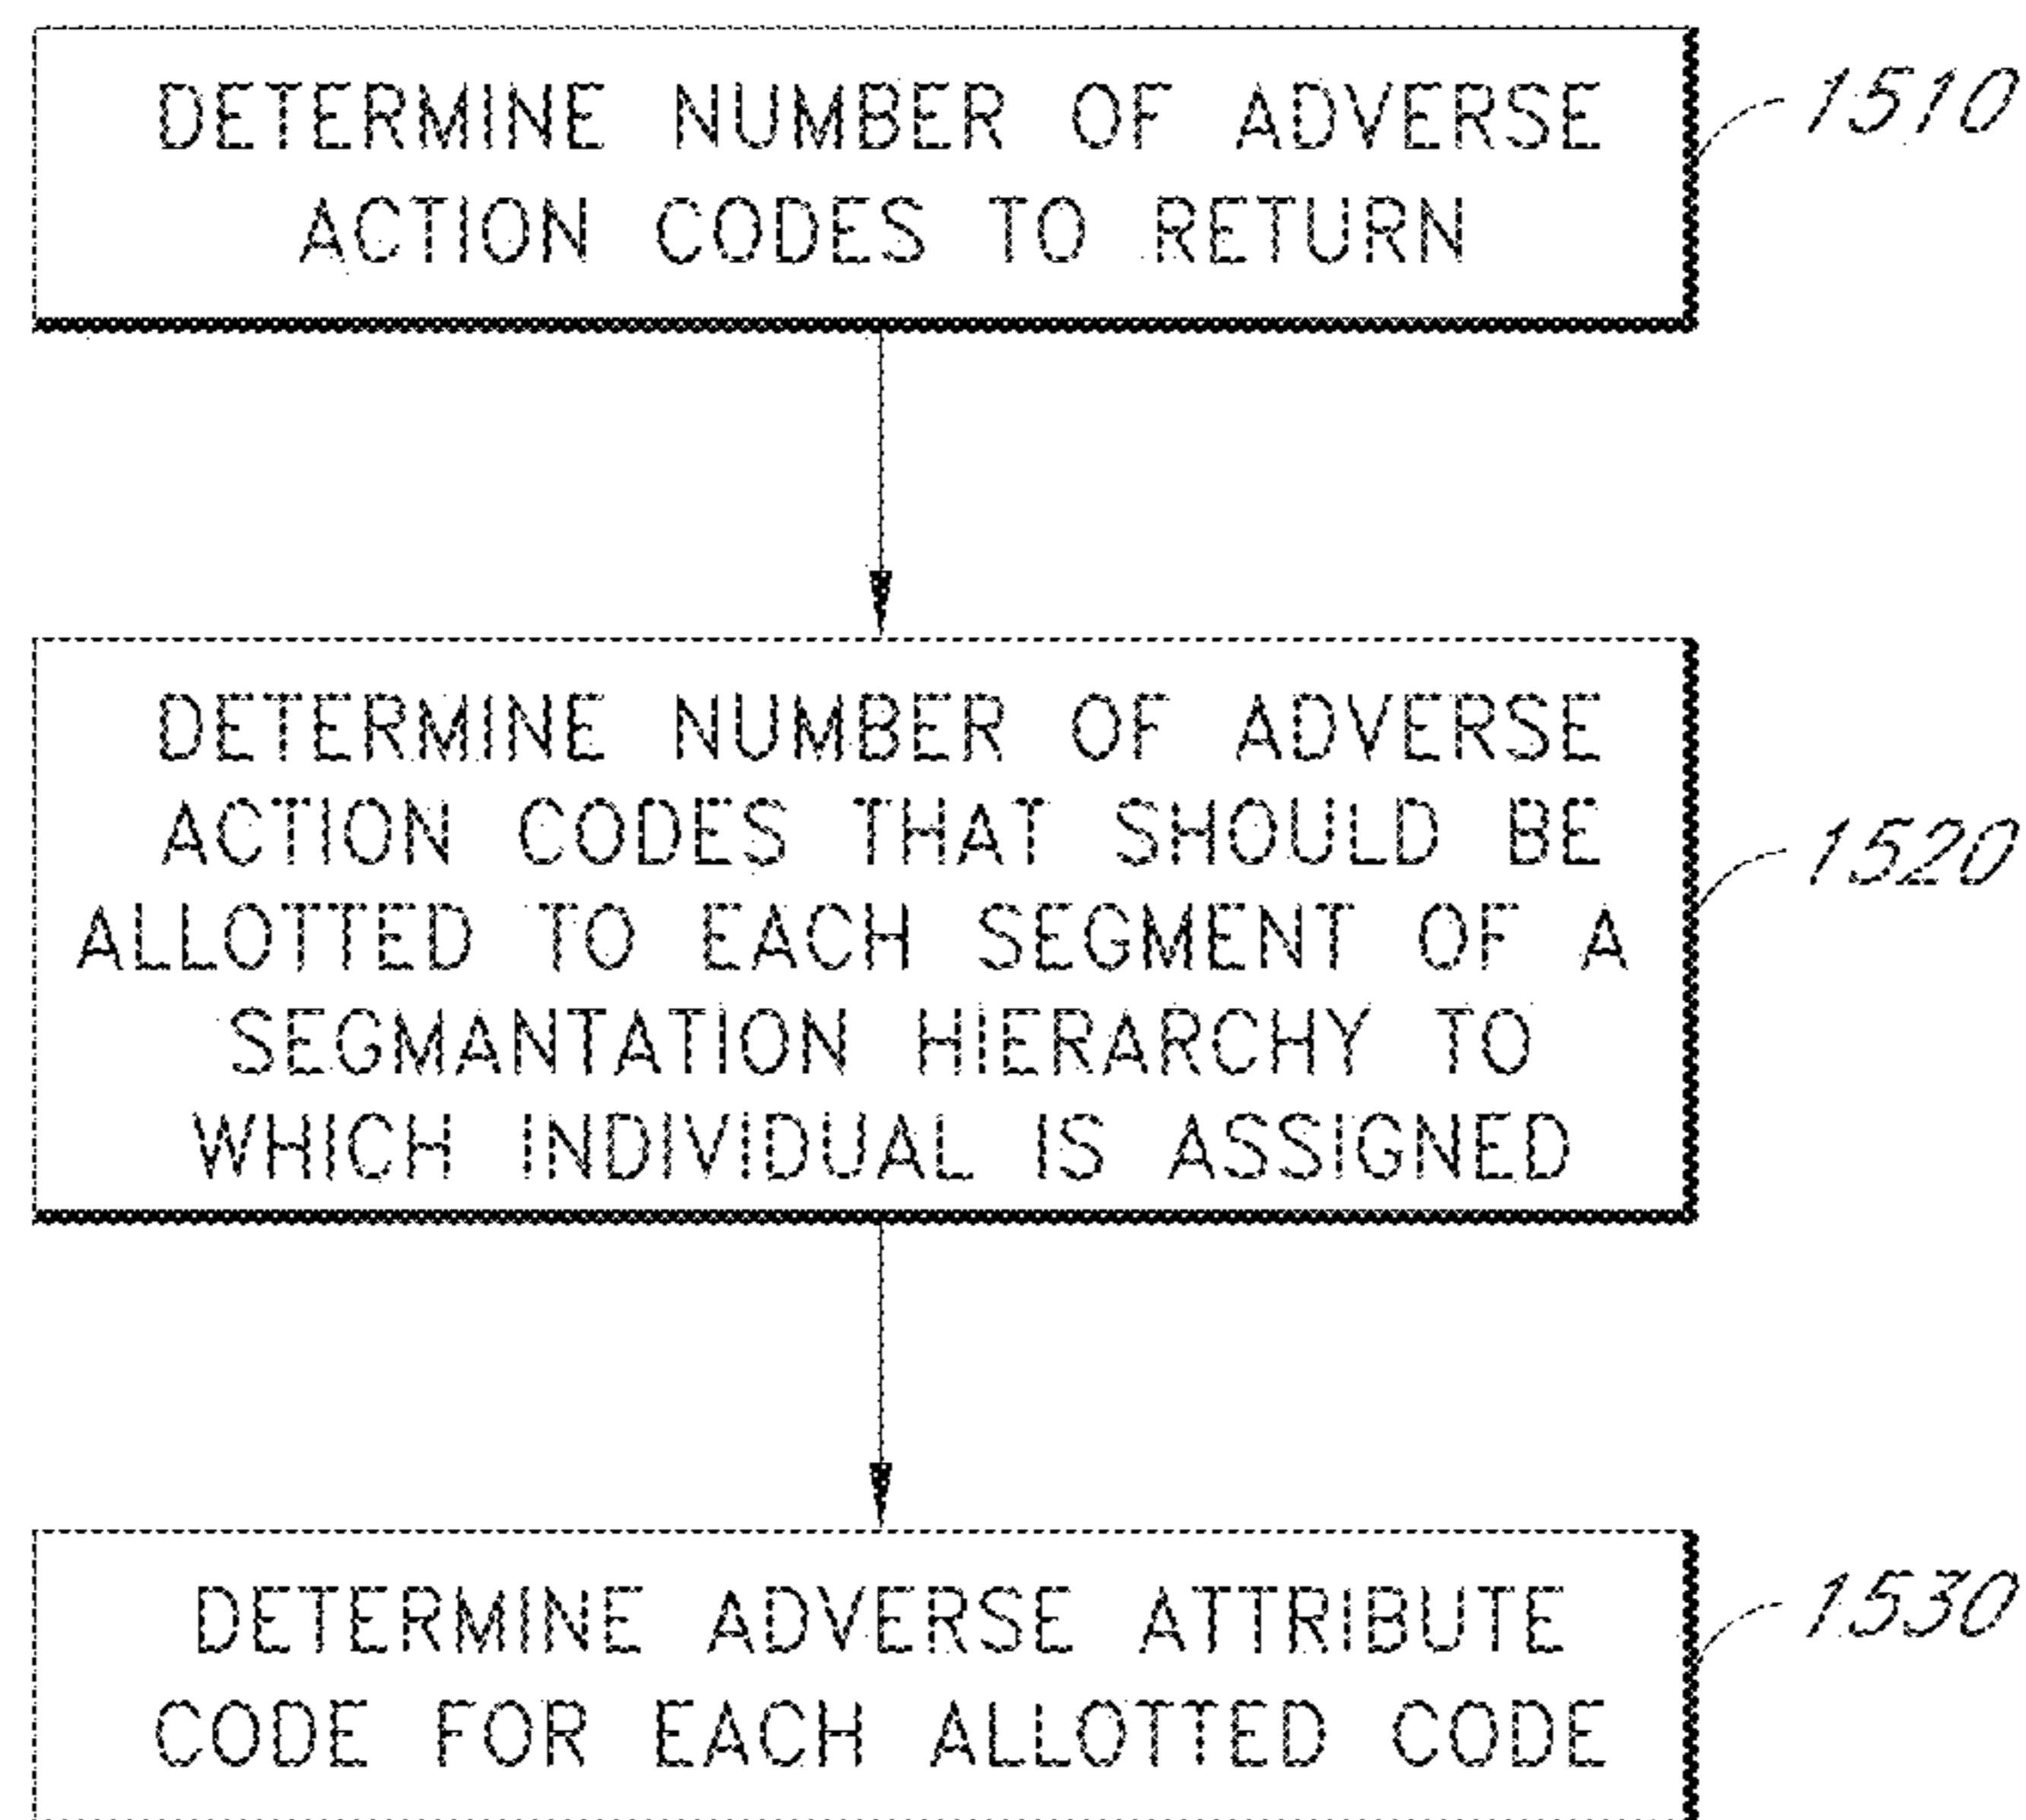 DETERMINE NUMBER OF ADVERSE
ACTION CODES TO RETURN
1510
DETERMINE NUMBER OF ADVERSE
ACTION CODES THAT SHOULD BE
ALLOTTED TO EACH SEGMENT OF A
SEGMANTATION HIERARCHY TO
WHICH INDIVIDUAL IS ASSIGNED
1520
DETERMINE ADVERSE ATTRIBUTE
CODE FOR EACH ALLOTTED CODE
1530